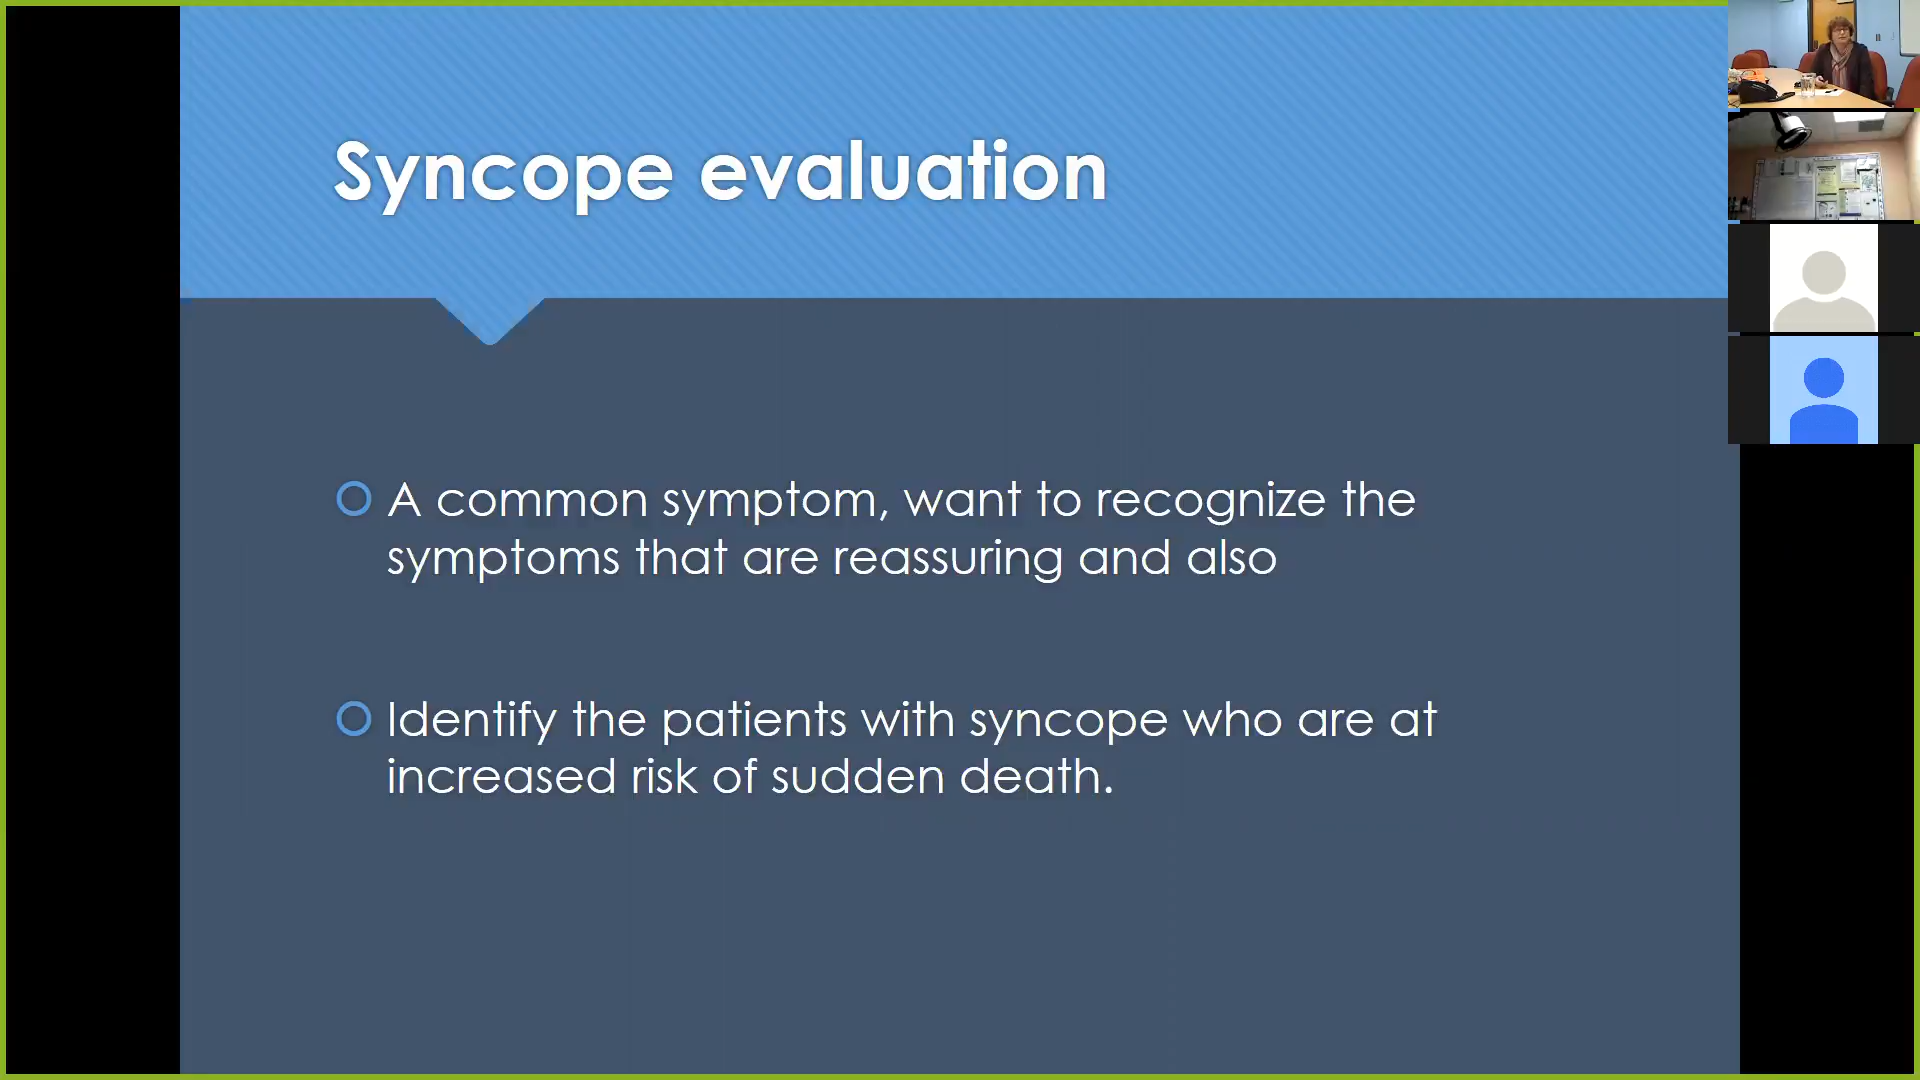 Syncope evaluation
A common symptom, want to recognize the
symptoms that are reassuring and also
Identify the patients with syncope who are at
increased risk of sudden death.